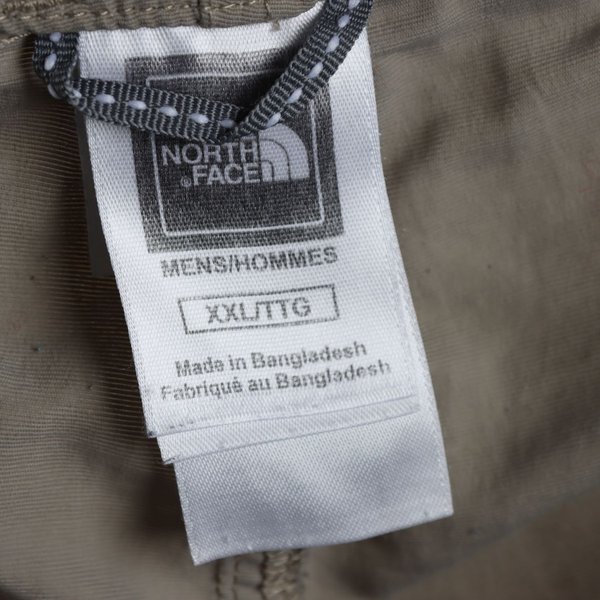 NORTH
FACE
MENS/HOMMES
XXL/TTG
Made in Bangladesh
Fabriqué au Bangladesh